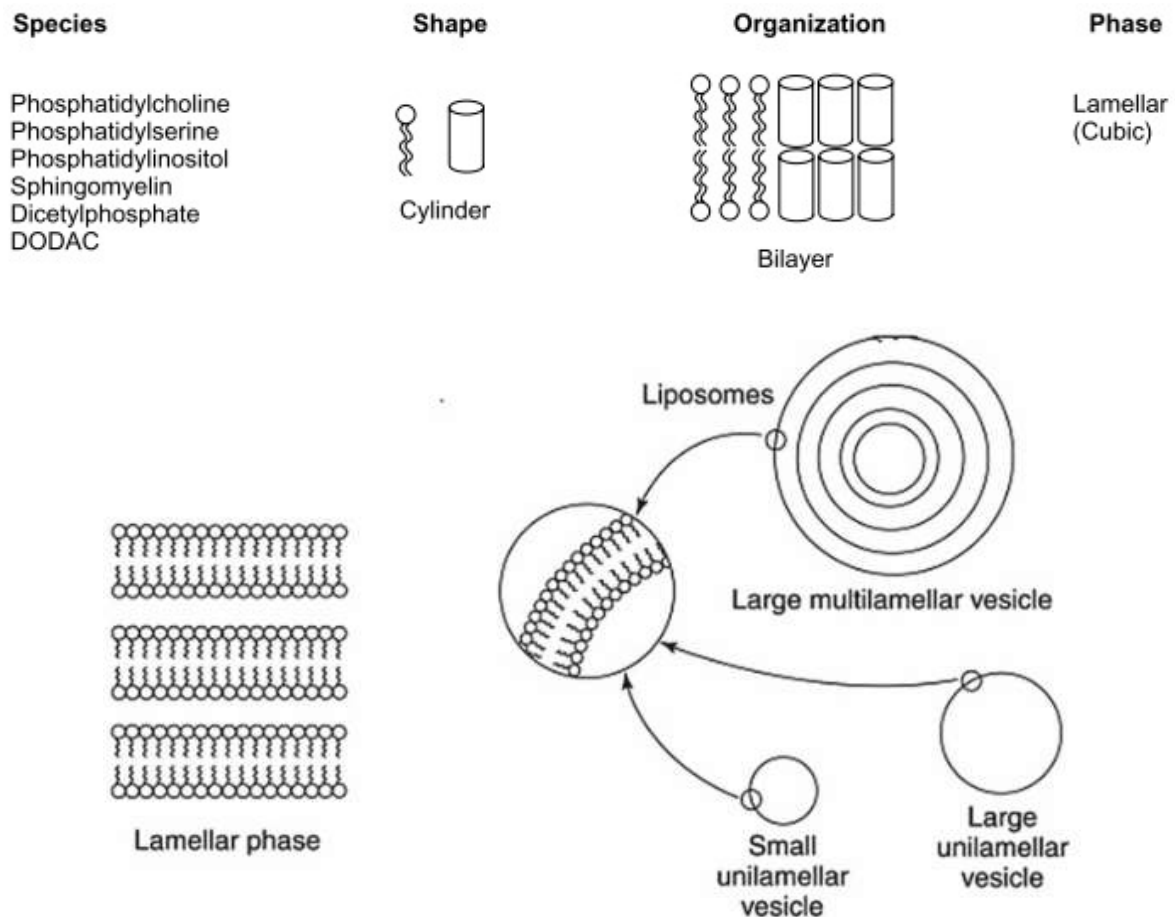 Species Shape Organization Phase
Phosphatidylcholine
Phosphatidylserine
Phosphatidylinositol
Sphingomyelin
Dicetylphosphate
DODAC
Cylinder
Bilayer
Lamellar
(Cubic)
Liposomes
Large multilamellar vesicle
Lamellar phase
Small
unilamellar
vesicle
Large
unilamellar
vesicle